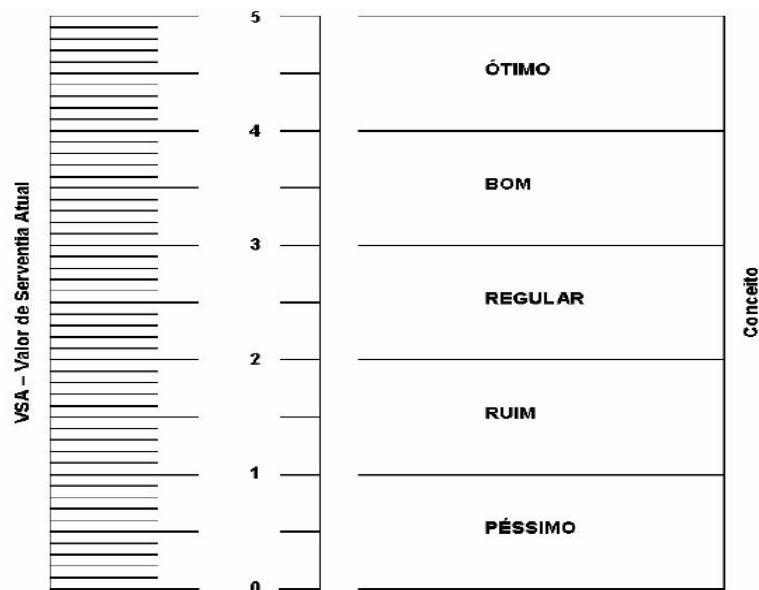 5
ÓTIMO
4
BOM
3
REGULAR
2
RUIM
1
PÉSSIMO
0
VSA – Valor de Serventia Atual
Conceito